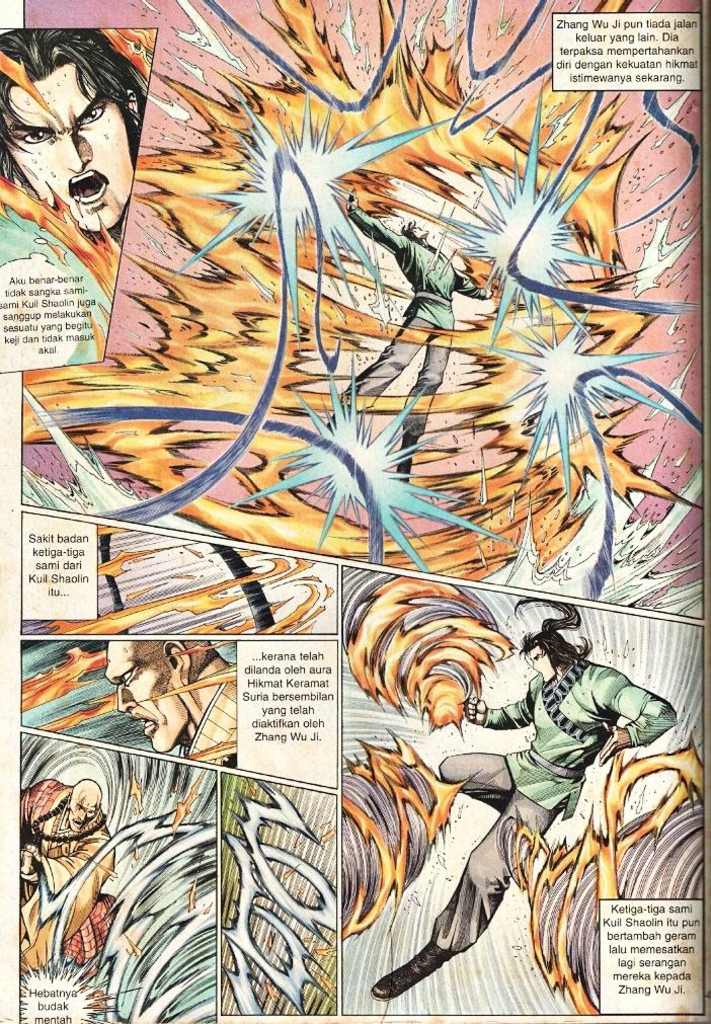 Zhang Wu Ji pun tiada jalan
keluar yang lain. Dia
terpaksa mempertahankan
diri dengan kekuatan hikmat
istimewanya sekarang.
Aku benar-benar
tidak sangka sami-
sami Kuil Shaolin juga
sanggup melakukan
sesuatu yang begitu
keji dan tidak masuk
akal.
Sakit badan
ketiga-tiga
sami dari
Kuil Shaolin
itu...
...kerana telah
dilanda oleh aura
Hikmat Keramat
Suria bersembilan
yang telah
diaktifkan oleh
Zhang Wu Ji.
Hebatnya
budak
mentah
Ketiga-tiga sami
Kuil Shaolin itu pun
bertambah geram
lalu memesatkan
lagi serangan
mereka kepada
Zhang Wu Ji.